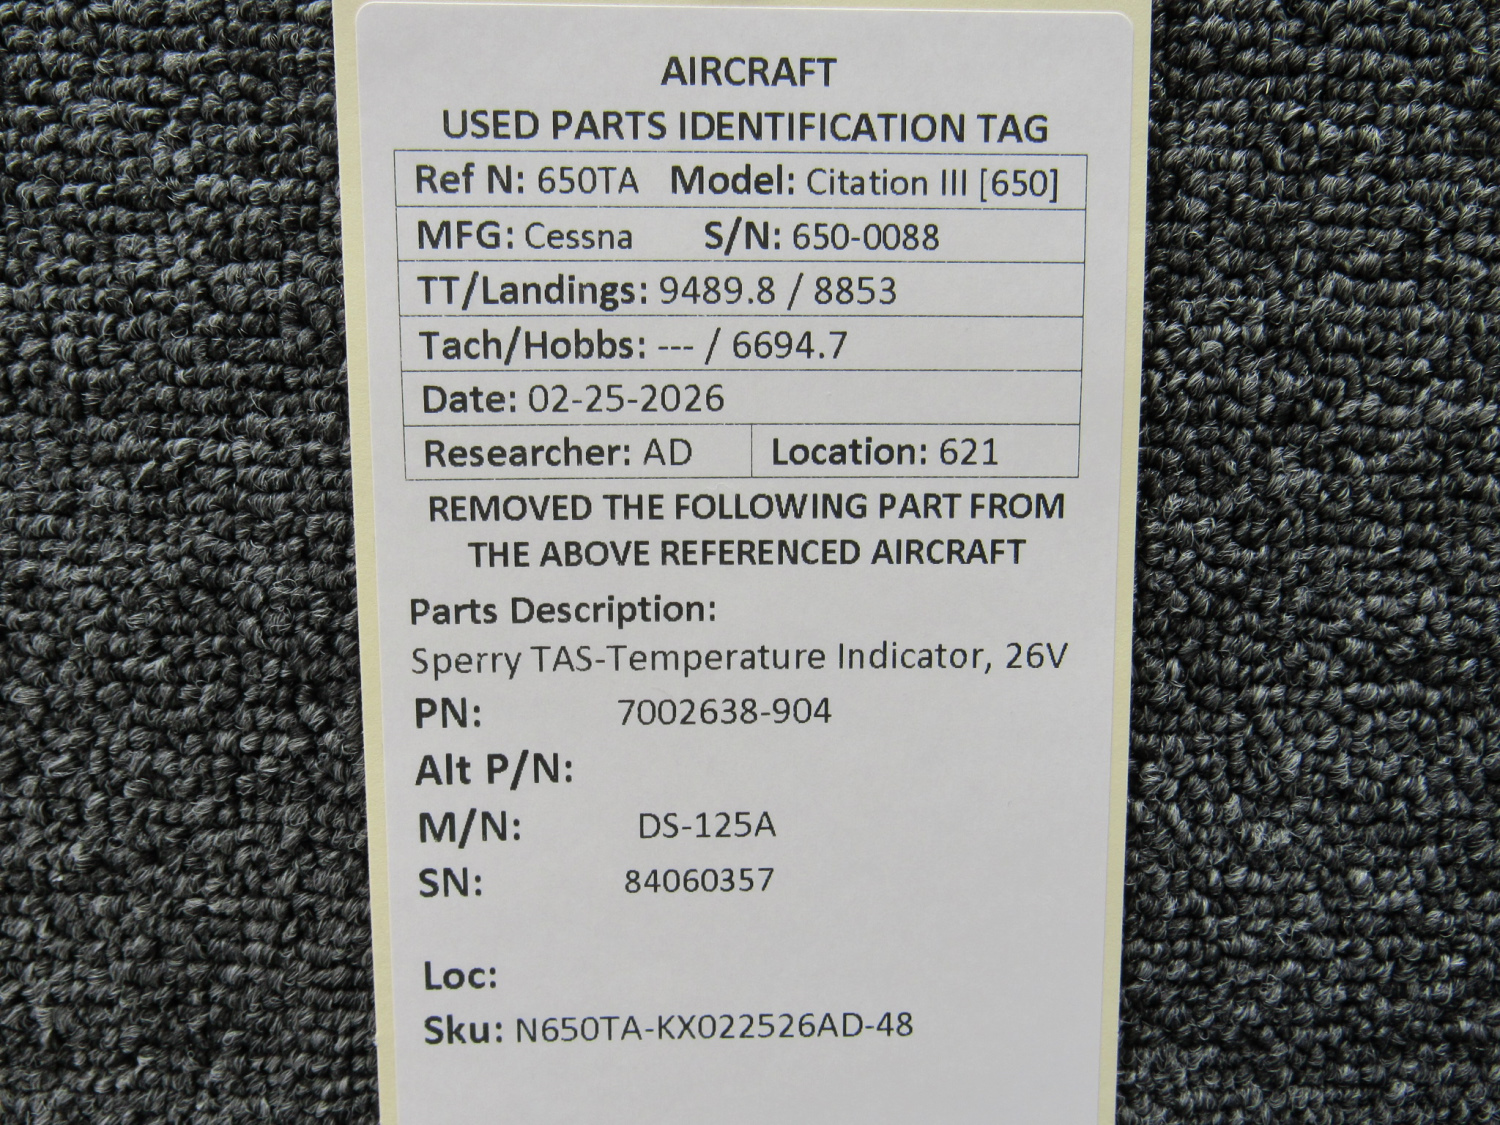 AIRCRAFT
USED PARTS IDENTIFICATION TAG
Ref N: 650TA Model: Citation III [650]
MFG: Cessna S/N: 650-0088
TT/Landings: 9489.8 / 8853
Tach/Hobbs: --- / 6694.7
Date: 02-25-2026
Researcher: AD Location: 621
REMOVED THE FOLLOWING PART FROM
THE ABOVE REFERENCED AIRCRAFT
Parts Description:
Sperry TAS-Temperature Indicator, 26V
PN: 7002638-904
Alt P/N:
M/N: DS-125A
SN: 84060357
Loc:
Sku: N650TA-KX022526AD-48